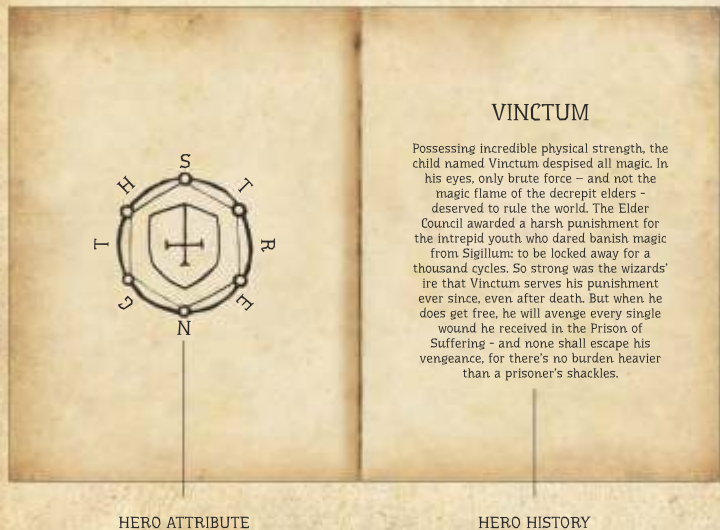 STRENGTH
VINCTUM
Possessing incredible physical strength, the
child named Vinctum despised all magic. In
his eyes, only brute force – and not the
magic flame of the decrepit elders -
deserved to rule the world. The Elder
Council awarded a harsh punishment for
the intrepid youth who dared banish magic
from Sigillum: to be locked away for a
thousand cycles. So strong was the wizards'
ire that Vinctum serves his punishment
ever since, even after death. But when he
does get free, he will avenge every single
wound he received in the Prison of
Suffering - and none shall escape his
vengeance, for there's no burden heavier
than a prisoner's shackles.
HERO ATTRIBUTE
HERO HISTORY